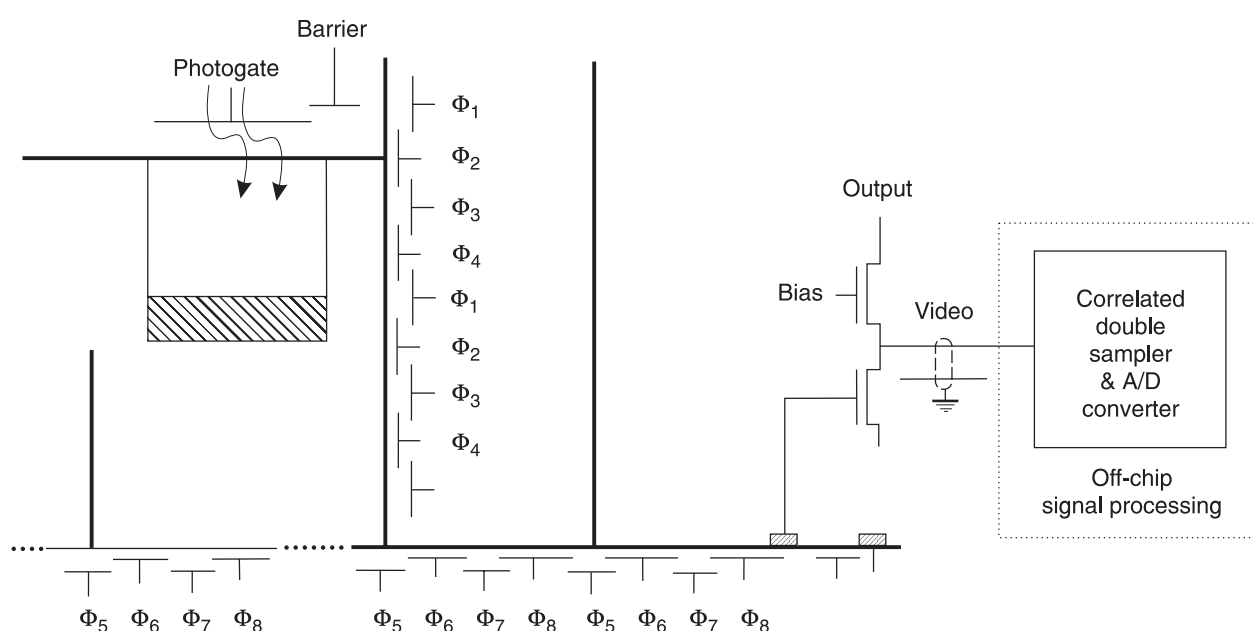 Barrier
Photogate
Φ₁
Φ₂
Φ₃
Φ₄
Φ₁
Φ₂
Φ₃
Φ₄
Output
Bias
Video
Correlated
double
sampler
& A/D
converter
Off-chip
signal processing
Φ₅ Φ₆ Φ₇ Φ₈ Φ₅ Φ₆ Φ₇ Φ₈ Φ₅ Φ₆ Φ₇ Φ₈